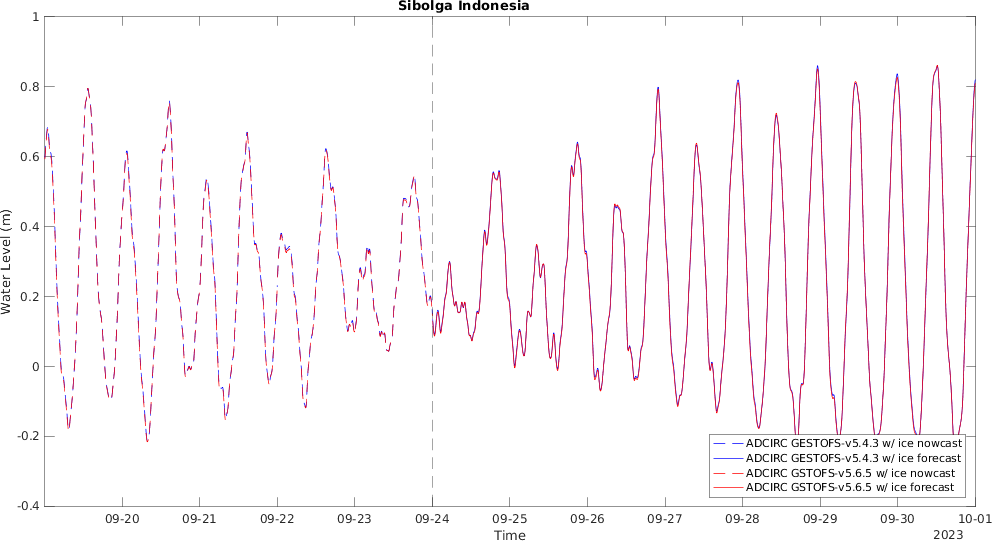 Sibolga Indonesia
1
0.8
0.6
0.4
0.2
0
-0.2
-0.4
Water Level (m)
ADCIRC GESTOFS-v5.4.3 w/ ice nowcast
ADCIRC GESTOFS-v5.4.3 w/ ice forecast
ADCIRC GSTOFS-v5.6.5 w/ ice nowcast
ADCIRC GSTOFS-v5.6.5 w/ ice forecast
09-20 09-21 09-22 09-23 09-24 09-25 09-26 09-27 09-28 09-29 09-30 10-01
Time
2023